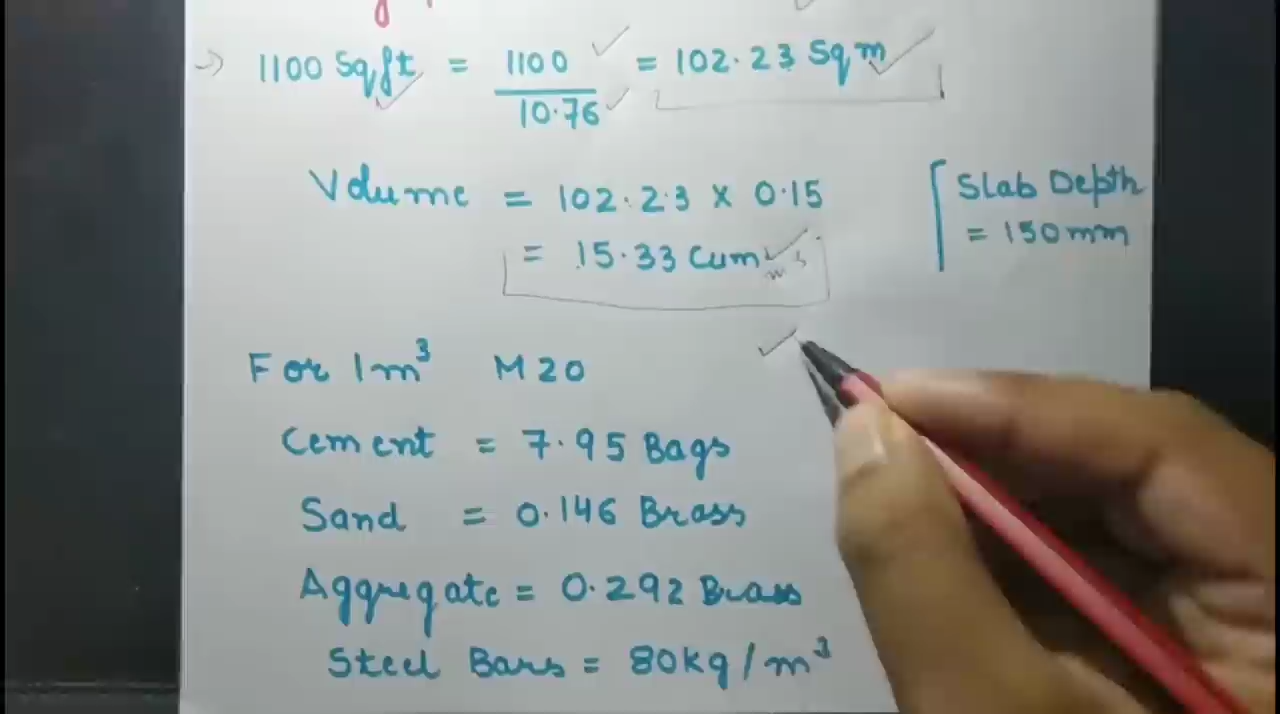 → 1100 Sqft = 1100 / 10.76 = 102.23 Sqm
Volume = 102.23 x 0.15
= 15.33 Cum m³
[ Slab Depth
= 150mm
For 1m³ M20
Cement = 7.95 Bags
Sand = 0.146 Brass
Aggregate = 0.292 Brass
Steel Bars = 80kg/m³